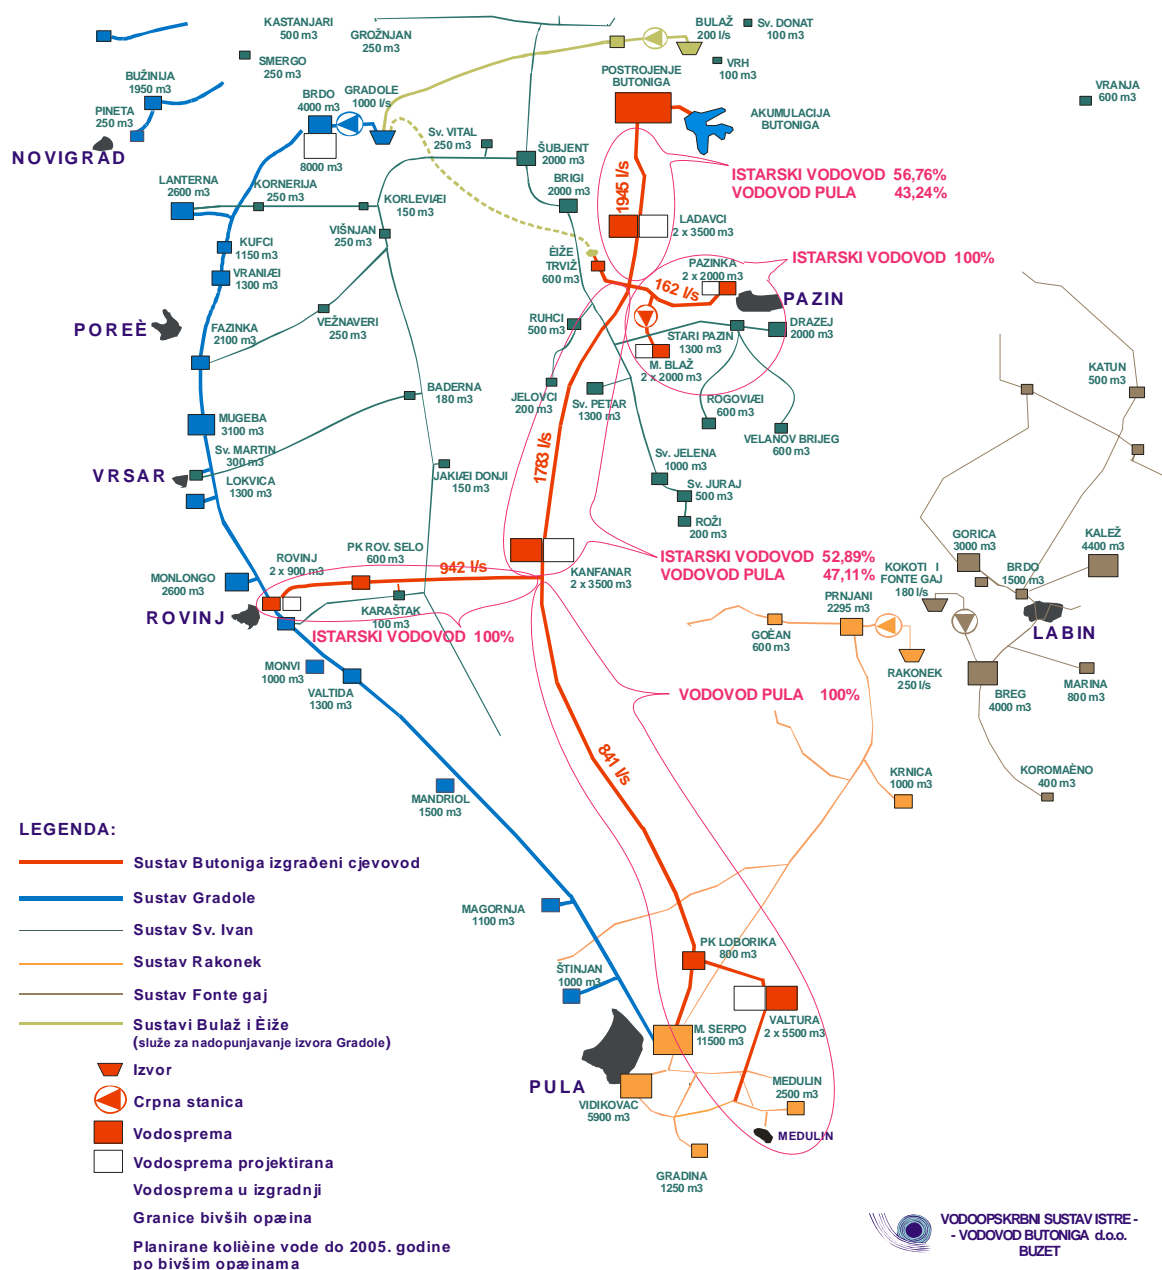 KASTANJARI
500 m3
GROŽNJAN
250 m3
BULAŽ
200 l/s
Sv. DONAT
100 m3
SMERGO
250 m3
VRH
100 m3
BUŽINIJA
1950 m3
PINETA
250 m3
NOVIGRAD
BRDO
4000 m3
GRADOLE
1000 l/s
8000 m3
POSTROJENJE
BUTONIGA
AKUMULACIJA
BUTONIGA
VRANJA
600 m3
Sv. VITAL
250 m3
ŠUBJENT
2000 m3
BRIGI
2000 m3
1945 l/s
ISTARSKI VODOVOD 56,76%
VODOVOD PULA 43,24%
LANTERNA
2600 m3
KORNERIJA
250 m3
KORLEVIÆI
150 m3
LADAVCI
2 x 3500 m3
VIŠNJAN
250 m3
KUFCI
1150 m3
VRANIÆI
1300 m3
ÈIŽE
TRVIŽ
600 m3
PAZINKA
2 x 2000 m3
ISTARSKI VODOVOD 100%
162 l/s
PAZIN
POREÈ
VEŽNAVERI
250 m3
FAZINKA
2100 m3
RUHCI
500 m3
STARI PAZIN
1300 m3
DRAZEJ
2000 m3
M. BLAŽ
2 x 2000 m3
KATUN
500 m3
BADERNA
180 m3
JELOVCI
200 m3
Sv. PETAR
1300 m3
ROGOVIÆI
600 m3
VELANOV BRIJEG
600 m3
MUGEBA
3100 m3
Sv. MARTIN
300 m3
VRSAR
LOKVICA
1300 m3
JAKIÆI DONJI
150 m3
1783 l/s
Sv. JELENA
1000 m3
Sv. JURAJ
500 m3
ROŽI
200 m3
GORICA
3000 m3
KALEŽ
4400 m3
ISTARSKI VODOVOD 52,89%
VODOVOD PULA 47,11%
ROVINJ
2 x 900 m3
PK ROV. SELO
600 m3
942 l/s
KANFANAR
2 x 3500 m3
KOKOTI I
FONTE GAJ
180 l/s
BRDO
1500 m3
MONLONGO
2600 m3
ROVINJ
KARAŠTAK
100 m3
ISTARSKI VODOVOD 100%
PRNJANI
2295 m3
GOÈAN
600 m3
LABIN
RAKONEK
250 l/s
MONVI
1000 m3
VALTIDA
1300 m3
VODOVOD PULA 100%
BREG
4000 m3
MARINA
800 m3
841 l/s
KRNICA
1000 m3
KOROMAÈNO
400 m3
MANDRIOL
1500 m3
MAGORNJA
1100 m3
PK LOBORIKA
800 m3
ŠTINJAN
1000 m3
VALTURA
2 x 5500 m3
M. SERPO
11500 m3
PULA
VIDIKOVAC
5900 m3
MEDULIN
2500 m3
MEDULIN
GRADINA
1250 m3
LEGENDA:
Sustav Butoniga izgraðeni cjevovod
Sustav Gradole
Sustav Sv. Ivan
Sustav Rakonek
Sustav Fonte gaj
Sustavi Bulaž i Èiže
(služe za nadopunjavanje izvora Gradole)
Izvor
Crpna stanica
Vodosprema
Vodosprema projektirana
Vodosprema u izgradnji
Granice bivših opæina
Planirane kolièine vode do 2005. godine
po bivšim opæinama
VODOOPSKRBNI SUSTAV ISTRE -
- VODOVOD BUTONIGA d.o.o.
BUZET